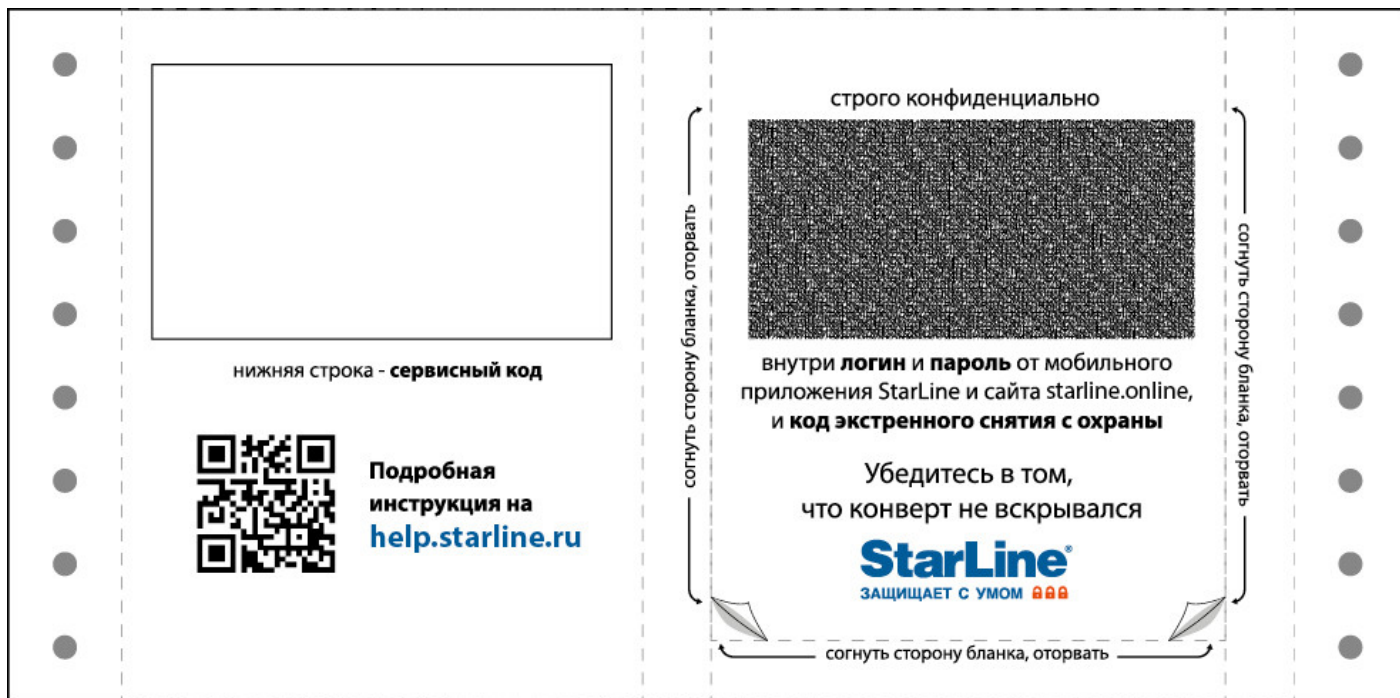 нижняя строка - сервисный код
Подробная
инструкция на
help.starline.ru
согнуть сторону бланка, оторвать
строго конфиденциально
внутри логин и пароль от мобильного
приложения StarLine и сайта starline.online,
и код экстренного снятия с охраны
Убедитесь в том,
что конверт не вскрывался
StarLine®
ЗАЩИЩАЕТ С УМОМ
согнуть сторону бланка, оторвать
согнуть сторону бланка, оторвать